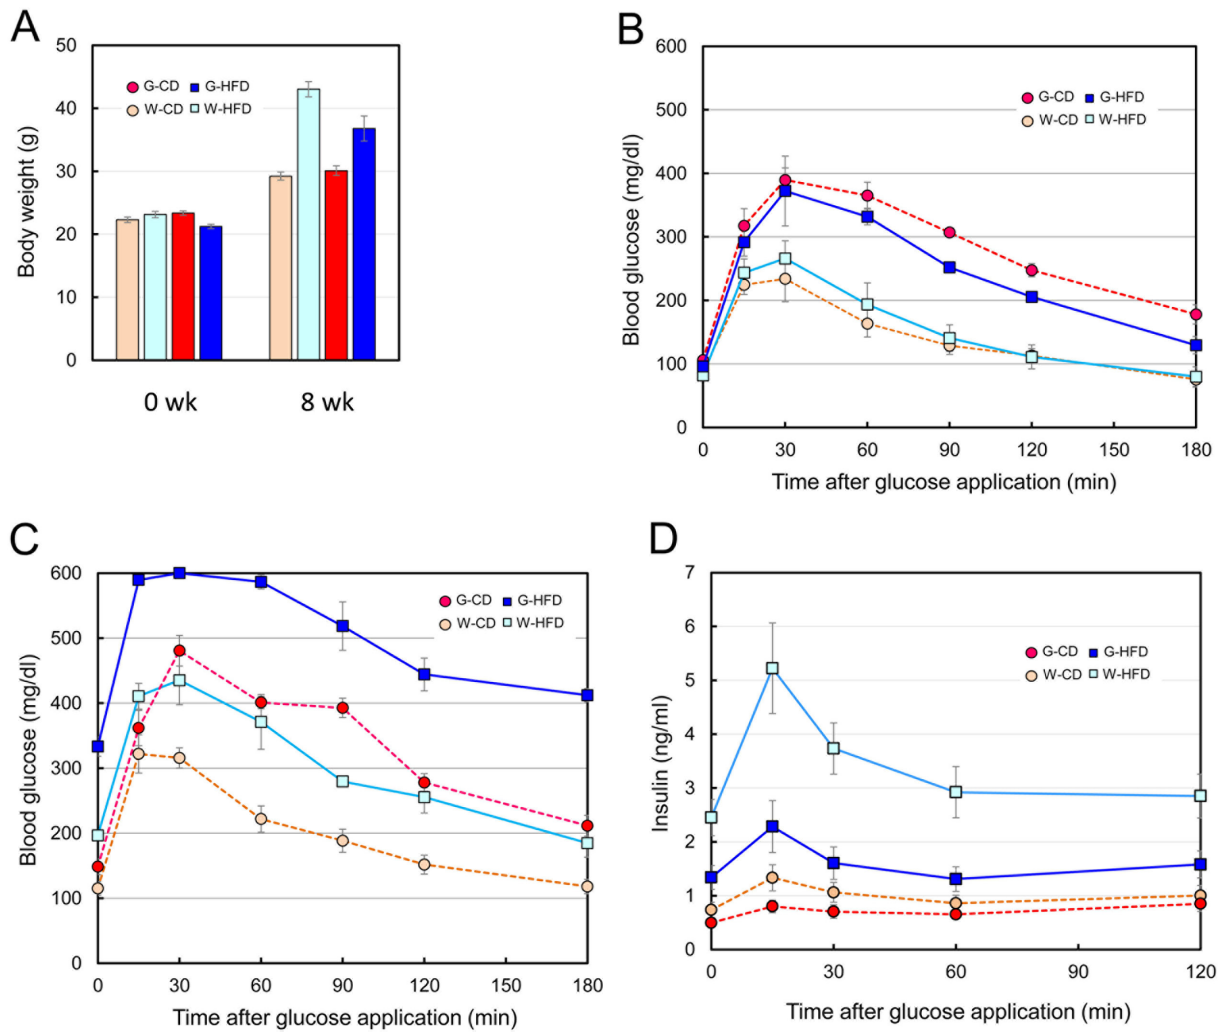 A
50
40
30
20
10
0
Body weight (g)
G-CD G-HFD
W-CD W-HFD
0 wk 8 wk
B
600
500
400
300
200
100
0
Blood glucose (mg/dl)
G-CD G-HFD
W-CD W-HFD
0 30 60 90 120 150 180
Time after glucose application (min)
C
600
500
400
300
200
100
0
Blood glucose (mg/dl)
G-CD G-HFD
W-CD W-HFD
0 30 60 90 120 150 180
Time after glucose application (min)
D
7
6
5
4
3
2
1
0
Insulin (ng/ml)
G-CD G-HFD
W-CD W-HFD
0 30 60 90 120
Time after glucose application (min)